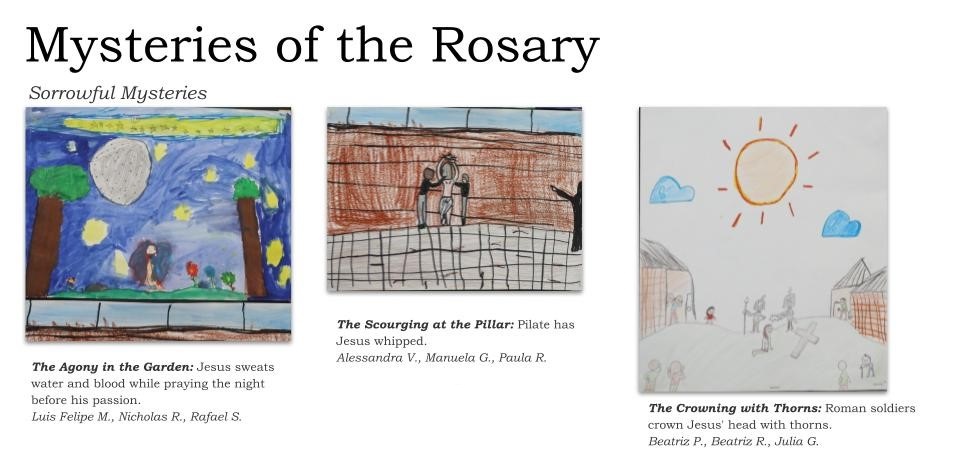 Mysteries of the Rosary
Sorrowful Mysteries
The Agony in the Garden: Jesus sweats
water and blood while praying the night
before his passion.
Luis Felipe M., Nicholas R., Rafael S.
The Scourging at the Pillar: Pilate has
Jesus whipped.
Alessandra V., Manuela G., Paula R.
The Crowning with Thorns: Roman soldiers
crown Jesus' head with thorns.
Beatriz P., Beatriz R., Julia G.